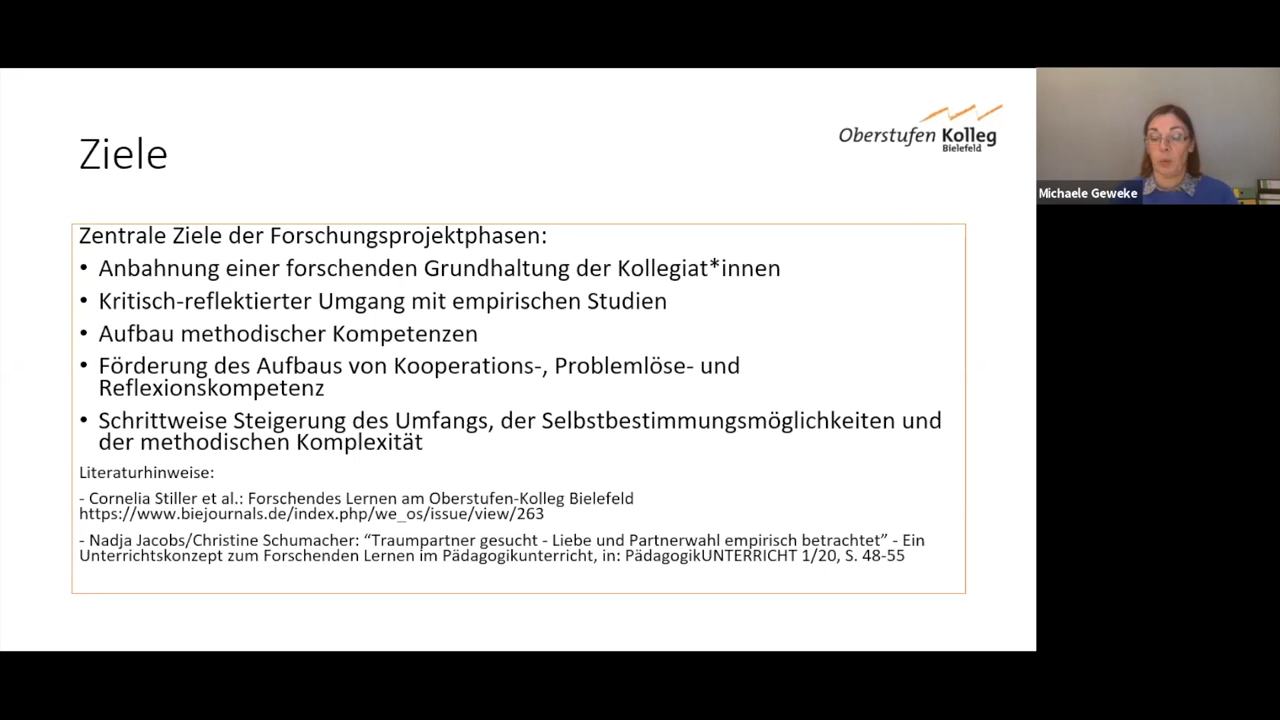 Ziele
Oberstufen Kolleg
Bielefeld
Michaele Geweke
Zentrale Ziele der Forschungsprojektphasen:
• Anbahnung einer forschenden Grundhaltung der Kollegiat*innen
• Kritisch-reflektierter Umgang mit empirischen Studien
• Aufbau methodischer Kompetenzen
• Förderung des Aufbaus von Kooperations-, Problemlöse- und
Reflexionskompetenz
• Schrittweise Steigerung des Umfangs, der Selbstbestimmungsmöglichkeiten und
der methodischen Komplexität
Literaturhinweise:
- Cornelia Stiller et al.: Forschendes Lernen am Oberstufen-Kolleg Bielefeld
https://www.biejournals.de/index.php/we_os/issue/view/263
- Nadja Jacobs/Christine Schumacher: “Traumpartner gesucht - Liebe und Partnerwahl empirisch betrachtet” - Ein
Unterrichtskonzept zum Forschenden Lernen im Pädagogikunterricht, in: PädagogikUNTERRICHT 1/20, S. 48-55